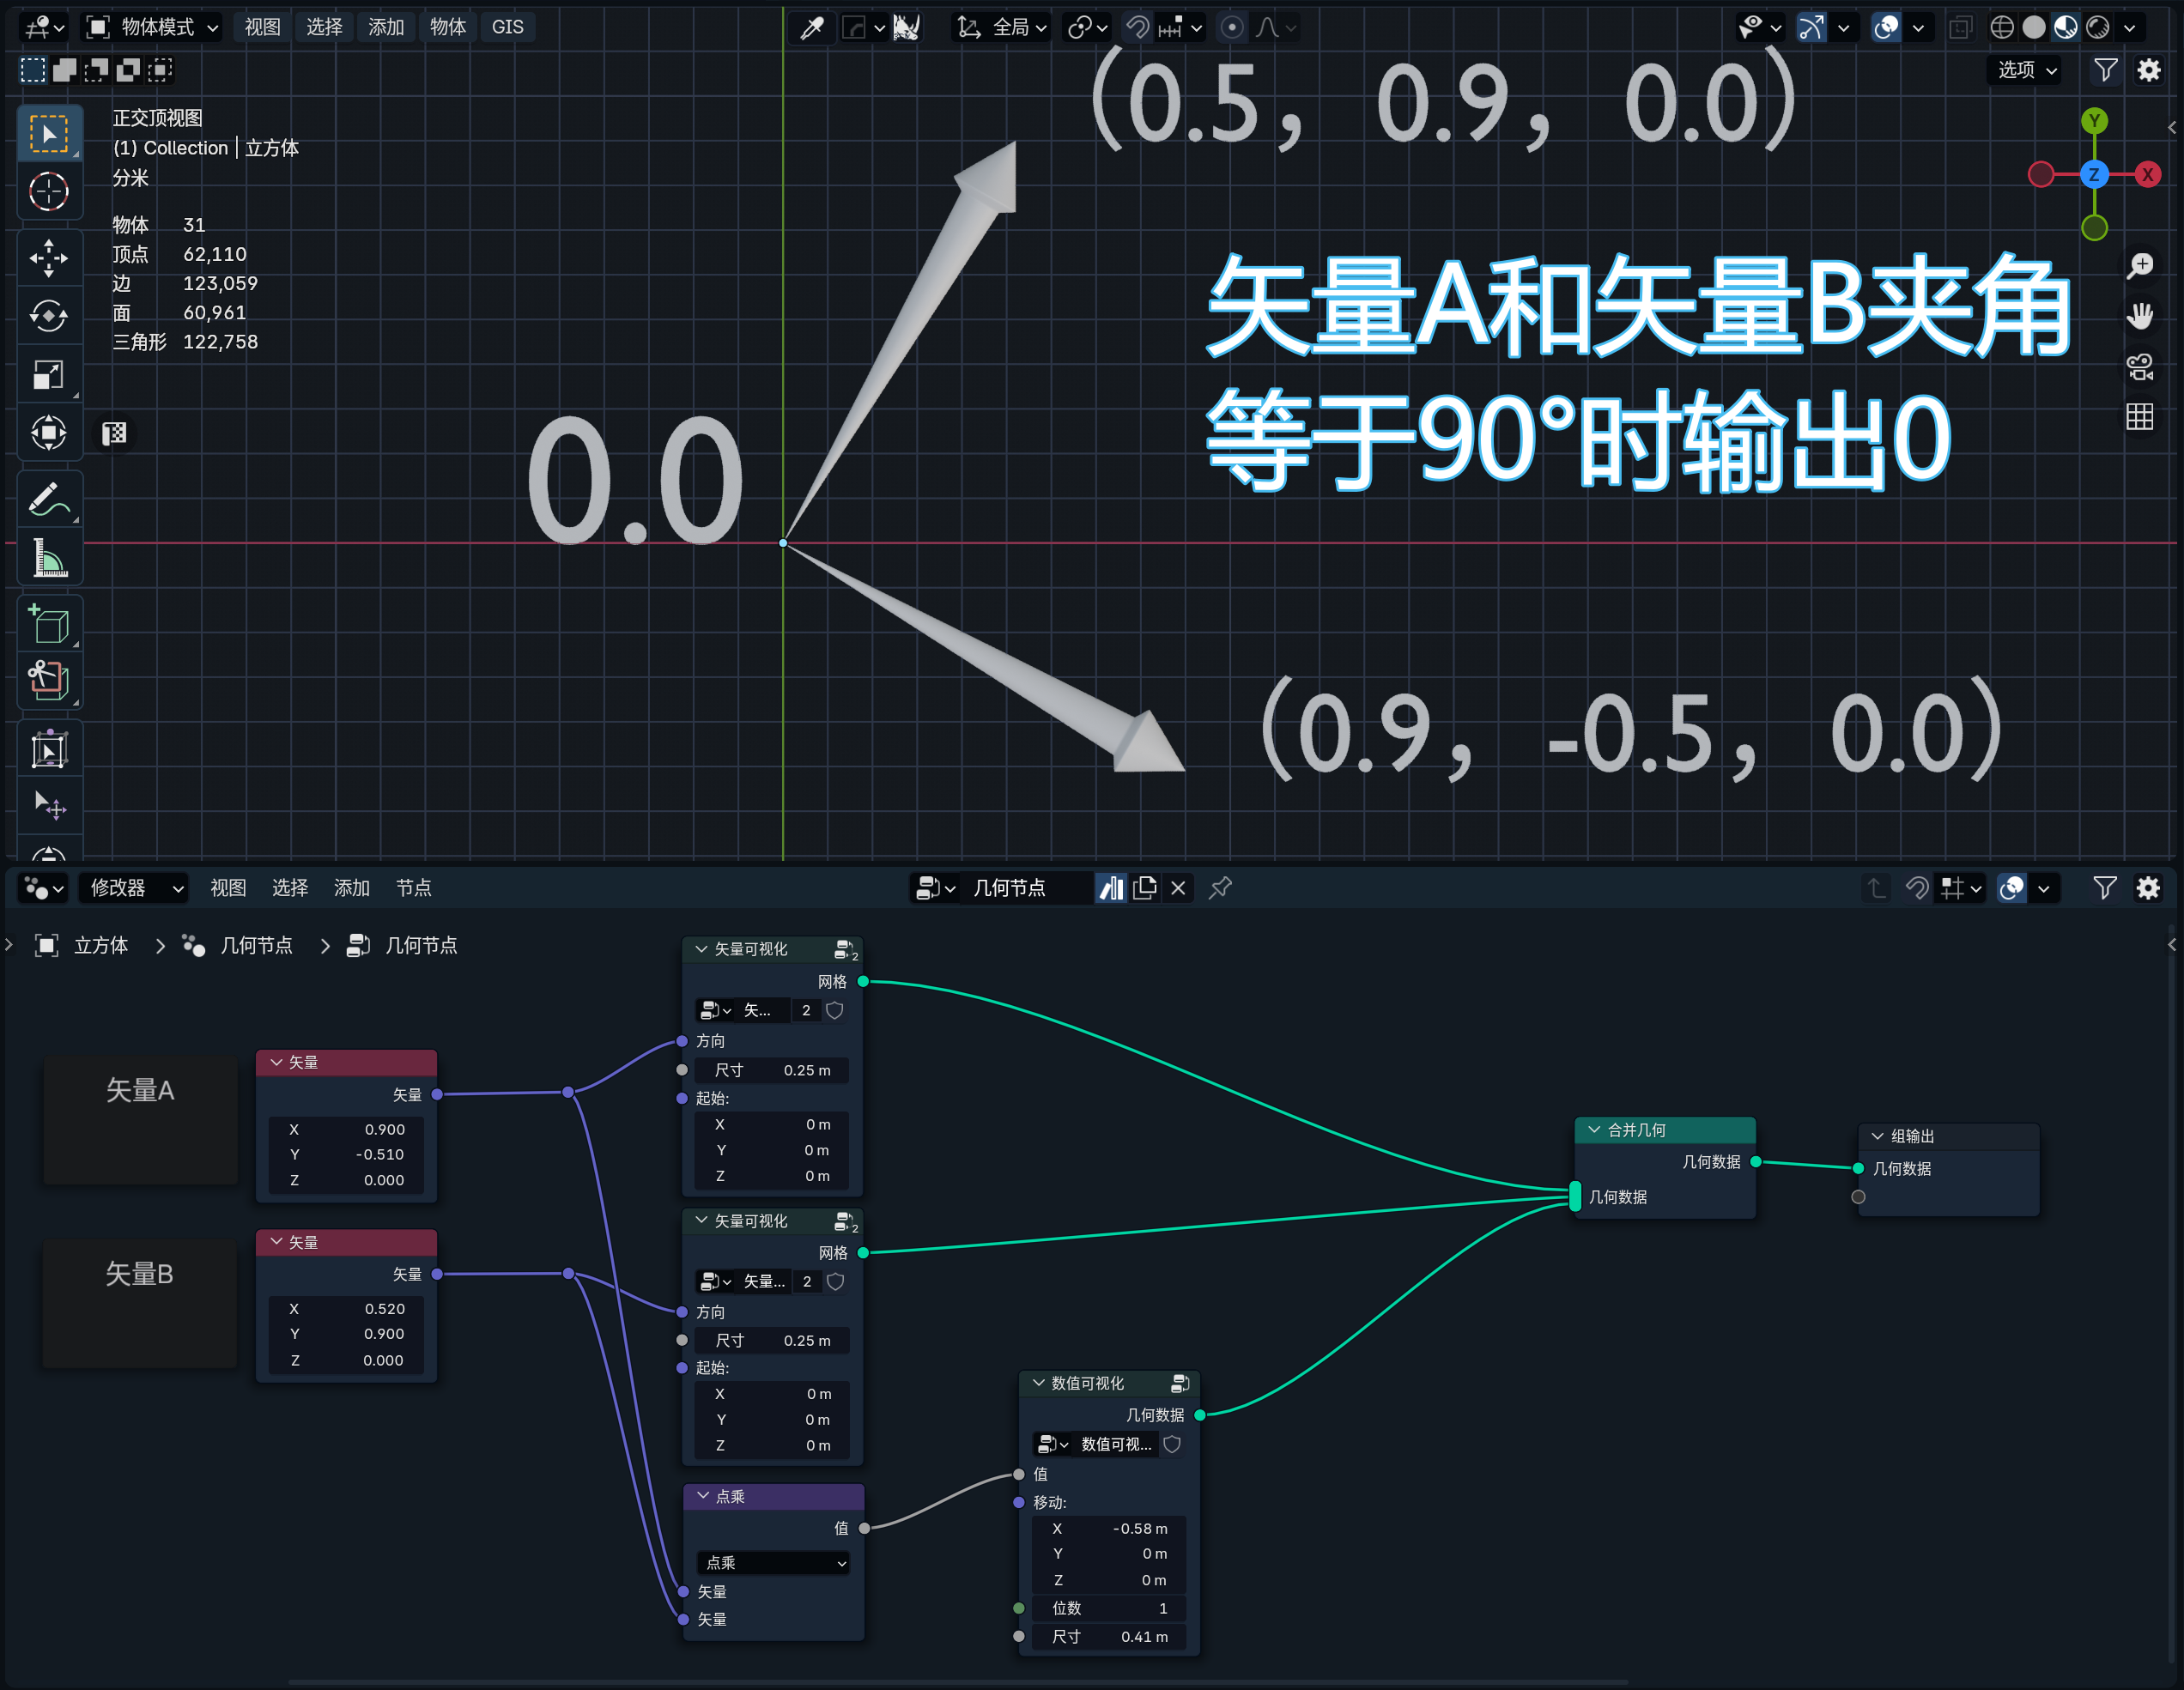 物体模式 视图 选择 添加 物体 GIS 全局
选项
正交顶视图
(1) Collection | 立方体
分米
物体 31
顶点 62,110
边 123,059
面 60,961
三角形 122,758
Y
Z X
(0.5, 0.9, 0.0)
矢量A和矢量B夹角
等于90°时输出0
0.0
(0.9, -0.5, 0.0)
修改器 视图 选择 添加 节点 几何节点
立方体 > 几何节点 > 几何节点
矢量A
矢量
矢量
X 0.900
Y -0.510
Z 0.000
矢量B
矢量
矢量
X 0.520
Y 0.900
Z 0.000
矢量可视化 2
网格
矢... 2
方向
尺寸 0.25 m
起始:
X 0 m
Y 0 m
Z 0 m
矢量可视化 2
网格
矢量... 2
方向
尺寸 0.25 m
起始:
X 0 m
Y 0 m
Z 0 m
点乘
值
点乘
矢量
矢量
数值可视化
几何数据
数值可视...
值
移动:
X -0.58 m
Y 0 m
Z 0 m
位数 1
尺寸 0.41 m
合并几何
几何数据
几何数据
组输出
几何数据